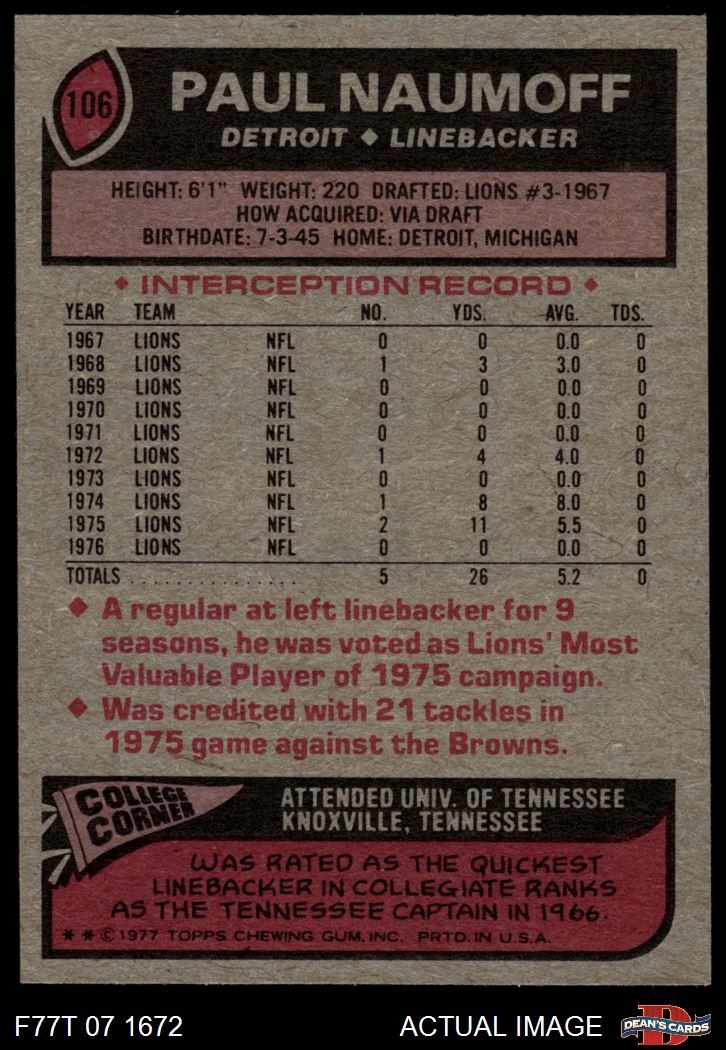 106
PAUL NAUMOFF
DETROIT ◆ LINEBACKER
HEIGHT: 6'1" WEIGHT: 220 DRAFTED: LIONS #3-1967
HOW ACQUIRED: VIA DRAFT
BIRTHDATE: 7-3-45 HOME: DETROIT, MICHIGAN
◆ INTERCEPTION RECORD ◆
YEAR TEAM NO. YDS. AVG. TDS.
1967 LIONS NFL 0 0 0.0 0
1968 LIONS NFL 1 3 3.0 0
1969 LIONS NFL 0 0 0.0 0
1970 LIONS NFL 0 0 0.0 0
1971 LIONS NFL 0 0 0.0 0
1972 LIONS NFL 1 4 4.0 0
1973 LIONS NFL 0 0 0.0 0
1974 LIONS NFL 1 8 8.0 0
1975 LIONS NFL 2 11 5.5 0
1976 LIONS NFL 0 0 0.0 0
TOTALS ............... 5 26 5.2 0
◆ A regular at left linebacker for 9
seasons, he was voted as Lions' Most
Valuable Player of 1975 campaign.
◆ Was credited with 21 tackles in
1975 game against the Browns.
COLLEGE
CORNER
ATTENDED UNIV. OF TENNESSEE
KNOXVILLE, TENNESSEE
WAS RATED AS THE QUICKEST
LINEBACKER IN COLLEGIATE RANKS
AS THE TENNESSEE CAPTAIN IN 1966.
* * © 1977 TOPPS CHEWING GUM, INC. PRTD. IN U.S.A.
F77T 07 1672 ACTUAL IMAGE
D
DEAN'S CARDS